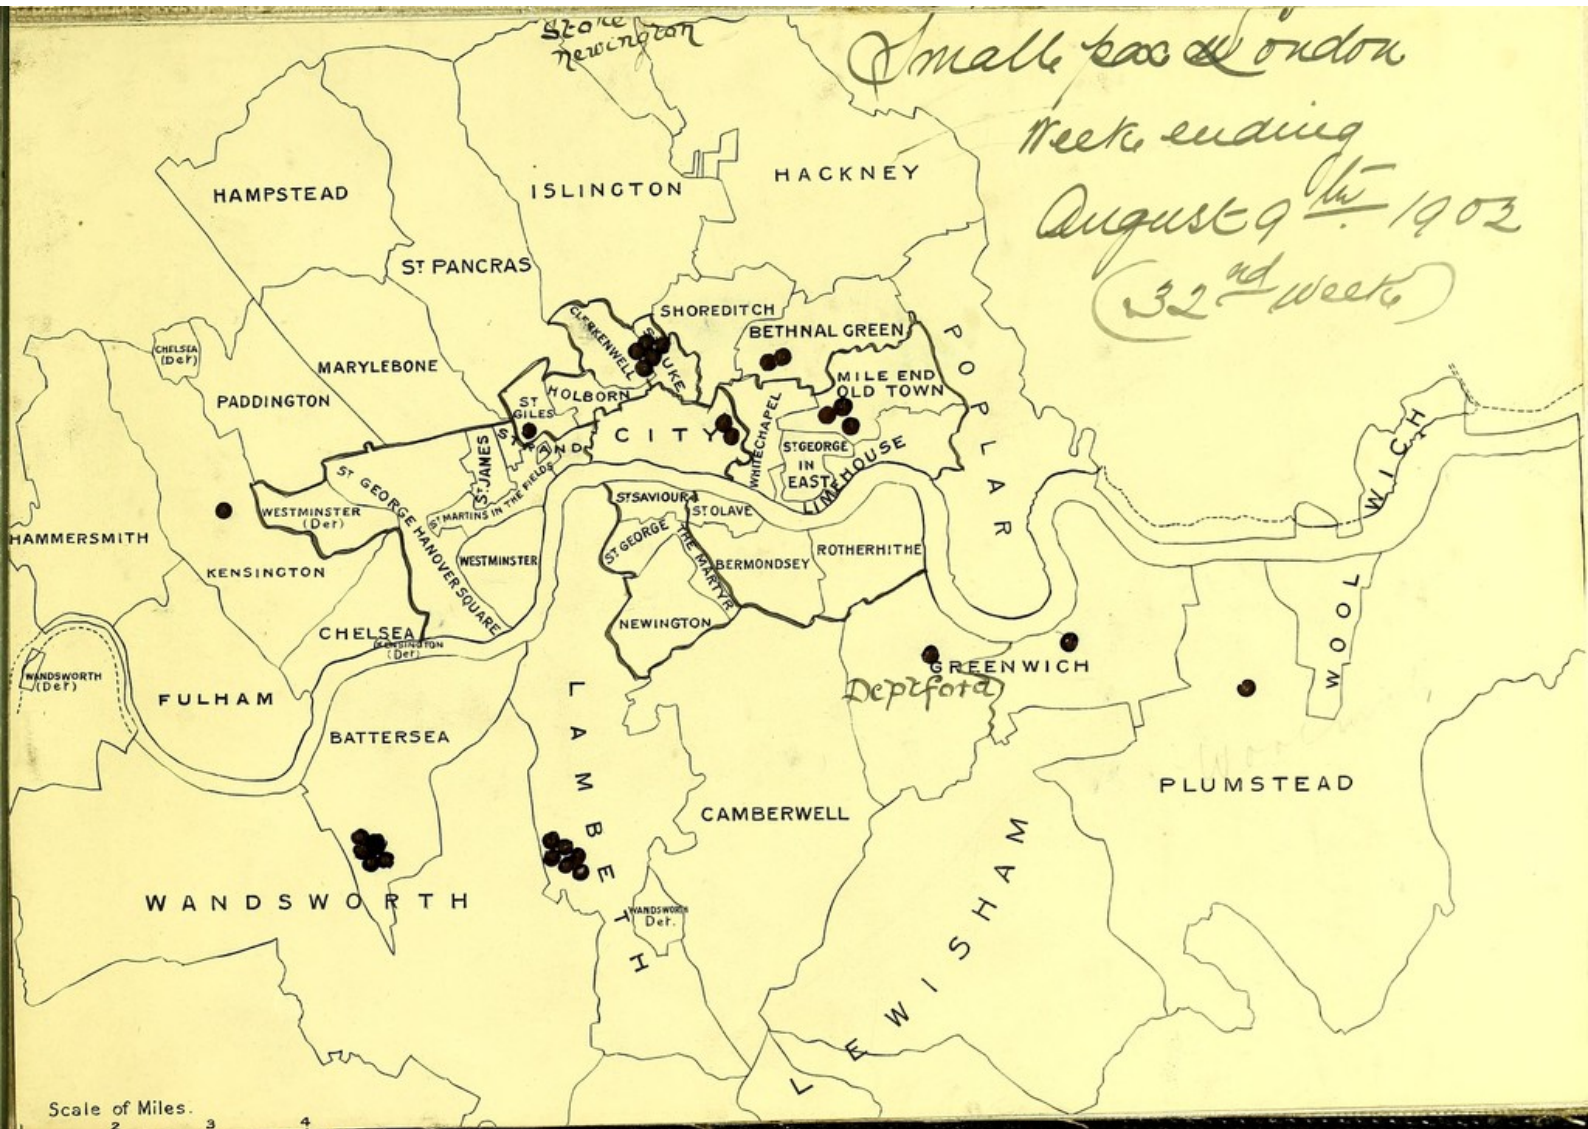 Stoke
Newington
Small pox in London
Week ending
August 9th 1902
(32nd week)
HAMPSTEAD
ISLINGTON
HACKNEY
ST PANCRAS
SHOREDITCH
CLERKENWELL
ST LUKE
BETHNAL GREEN
POPLAR
CHELSEA
(Det)
MARYLEBONE
PADDINGTON
HOLBORN
ST
GILES
MILE END
OLD TOWN
WHITECHAPEL
CITY
STRAND
ST JAMES
ST GEORGE
IN
EAST
LIMEHOUSE
ST GEORGE HANOVER SQUARE
WESTMINSTER
(Det)
ST MARTINS IN THE FIELDS
ST SAVIOUR
ST OLAVE
WOOLWICH
HAMMERSMITH
KENSINGTON
WESTMINSTER
ST GEORGE THE MARTYR
BERMONDSEY
ROTHERHITHE
NEWINGTON
CHELSEA
KENSINGTON
(Det)
WANDSWORTH
(Det)
FULHAM
BATTERSEA
LAMBETH
GREENWICH
Deptford
PLUMSTEAD
CAMBERWELL
WANDSWORTH
WANDSWORTH
Det.
LEWISHAM
Scale of Miles.
1 2 3 4